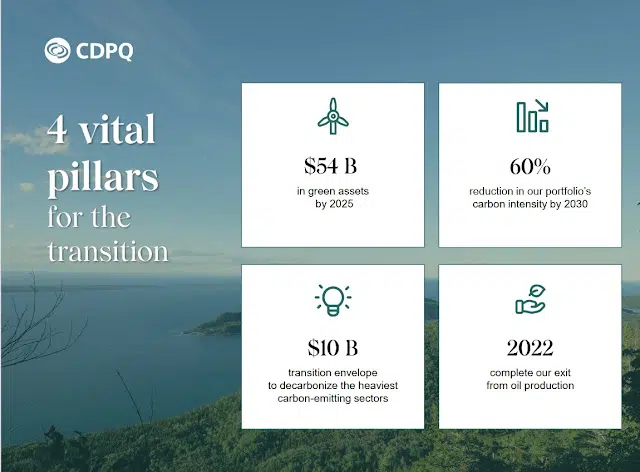 CDPQ
4 vital
pillars
for the
transition
$54 B
in green assets
by 2025
60%
reduction in our portfolio's
carbon intensity by 2030
$10 B
transition envelope
to decarbonize the heaviest
carbon-emitting sectors
2022
complete our exit
from oil production